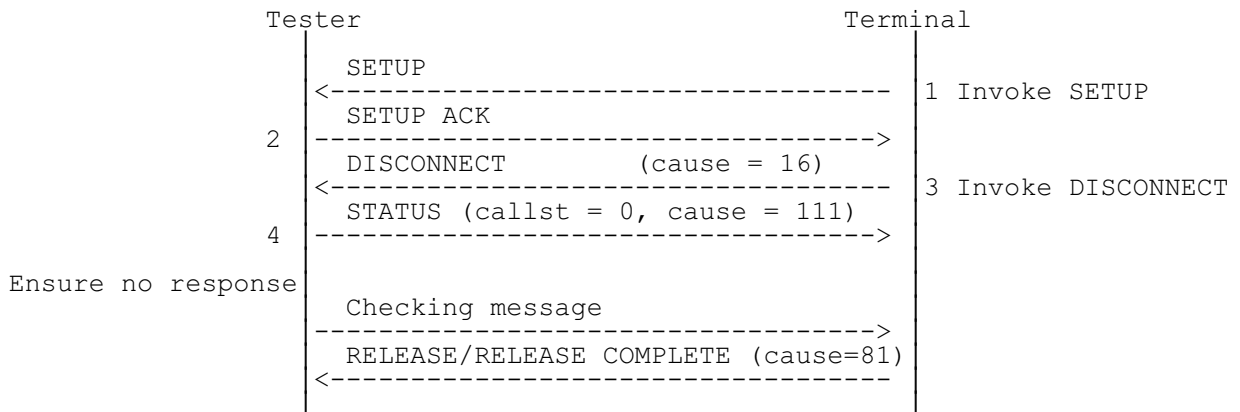 Tester Terminal
SETUP
1 Invoke SETUP
SETUP ACK
2
DISCONNECT (cause = 16)
3 Invoke DISCONNECT
STATUS (callst = 0, cause = 111)
4
Ensure no response
Checking message
RELEASE/RELEASE COMPLETE (cause=81)